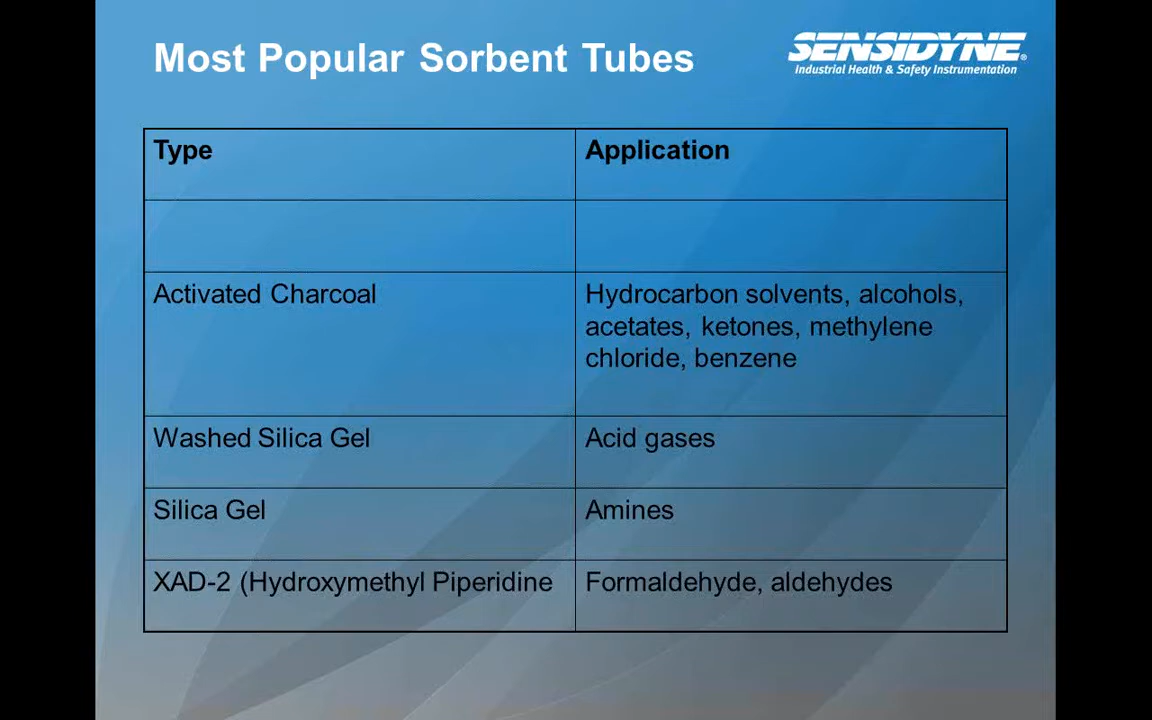 Most Popular Sorbent Tubes
SENSIDYNE®
Industrial Health & Safety Instrumentation
Type
Application
Activated Charcoal
Hydrocarbon solvents, alcohols,
acetates, ketones, methylene
chloride, benzene
Washed Silica Gel
Acid gases
Silica Gel
Amines
XAD-2 (Hydroxymethyl Piperidine
Formaldehyde, aldehydes